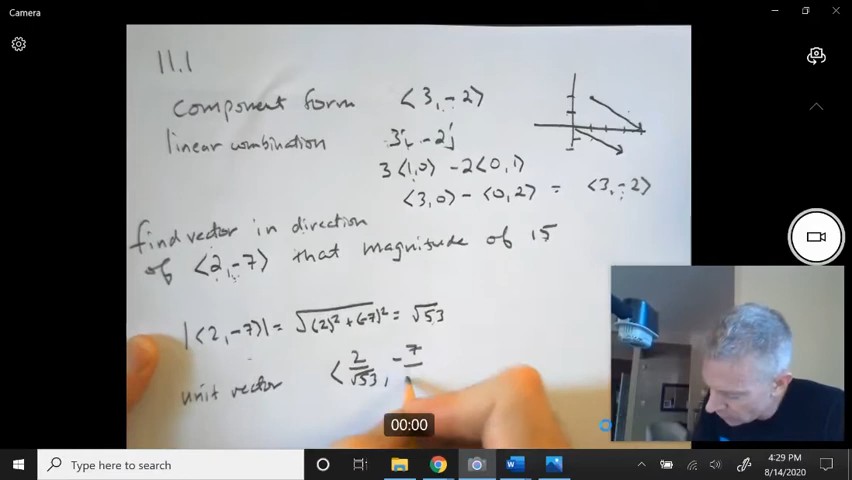 Camera
11.1
component form <3, -2>
linear combination 3i - 2j
3<1,0> - 2<0,1>
<3,0> - <0,2> = <3,-2>
find vector in direction
of <2,-7> that magnitude of 15
|<2,-7>| = √(2)²+(-7)² = √53
unit vector <2/√53, -7/
00:00
Type here to search
4:29 PM
8/14/2020